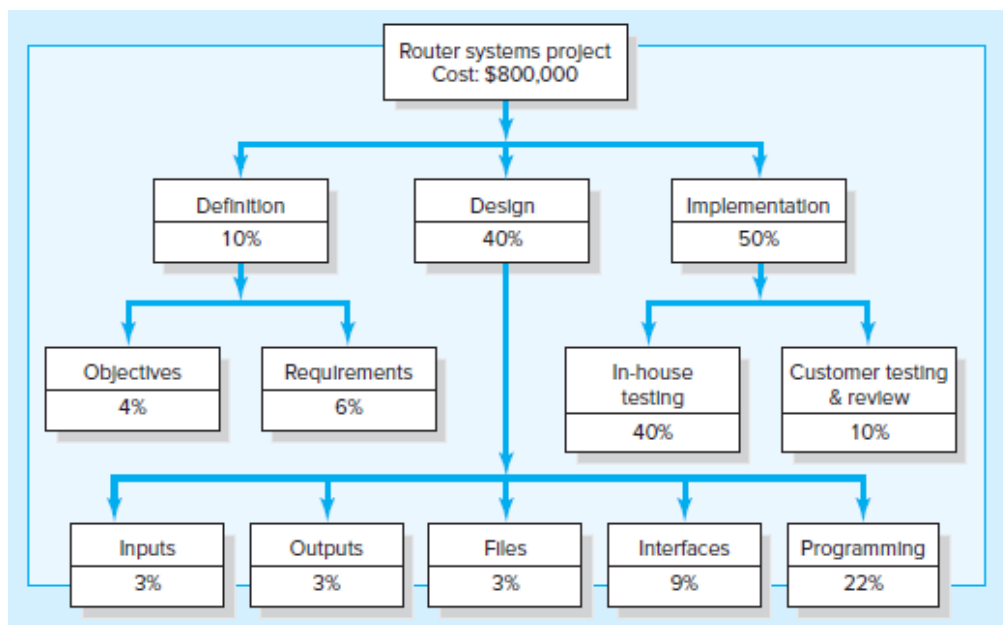 Router systems project
Cost: $800,000
Definition
10%
Design
40%
Implementation
50%
Objectives
4%
Requirements
6%
In-house
testing
40%
Customer testing
& review
10%
Inputs
3%
Outputs
3%
Files
3%
Interfaces
9%
Programming
22%